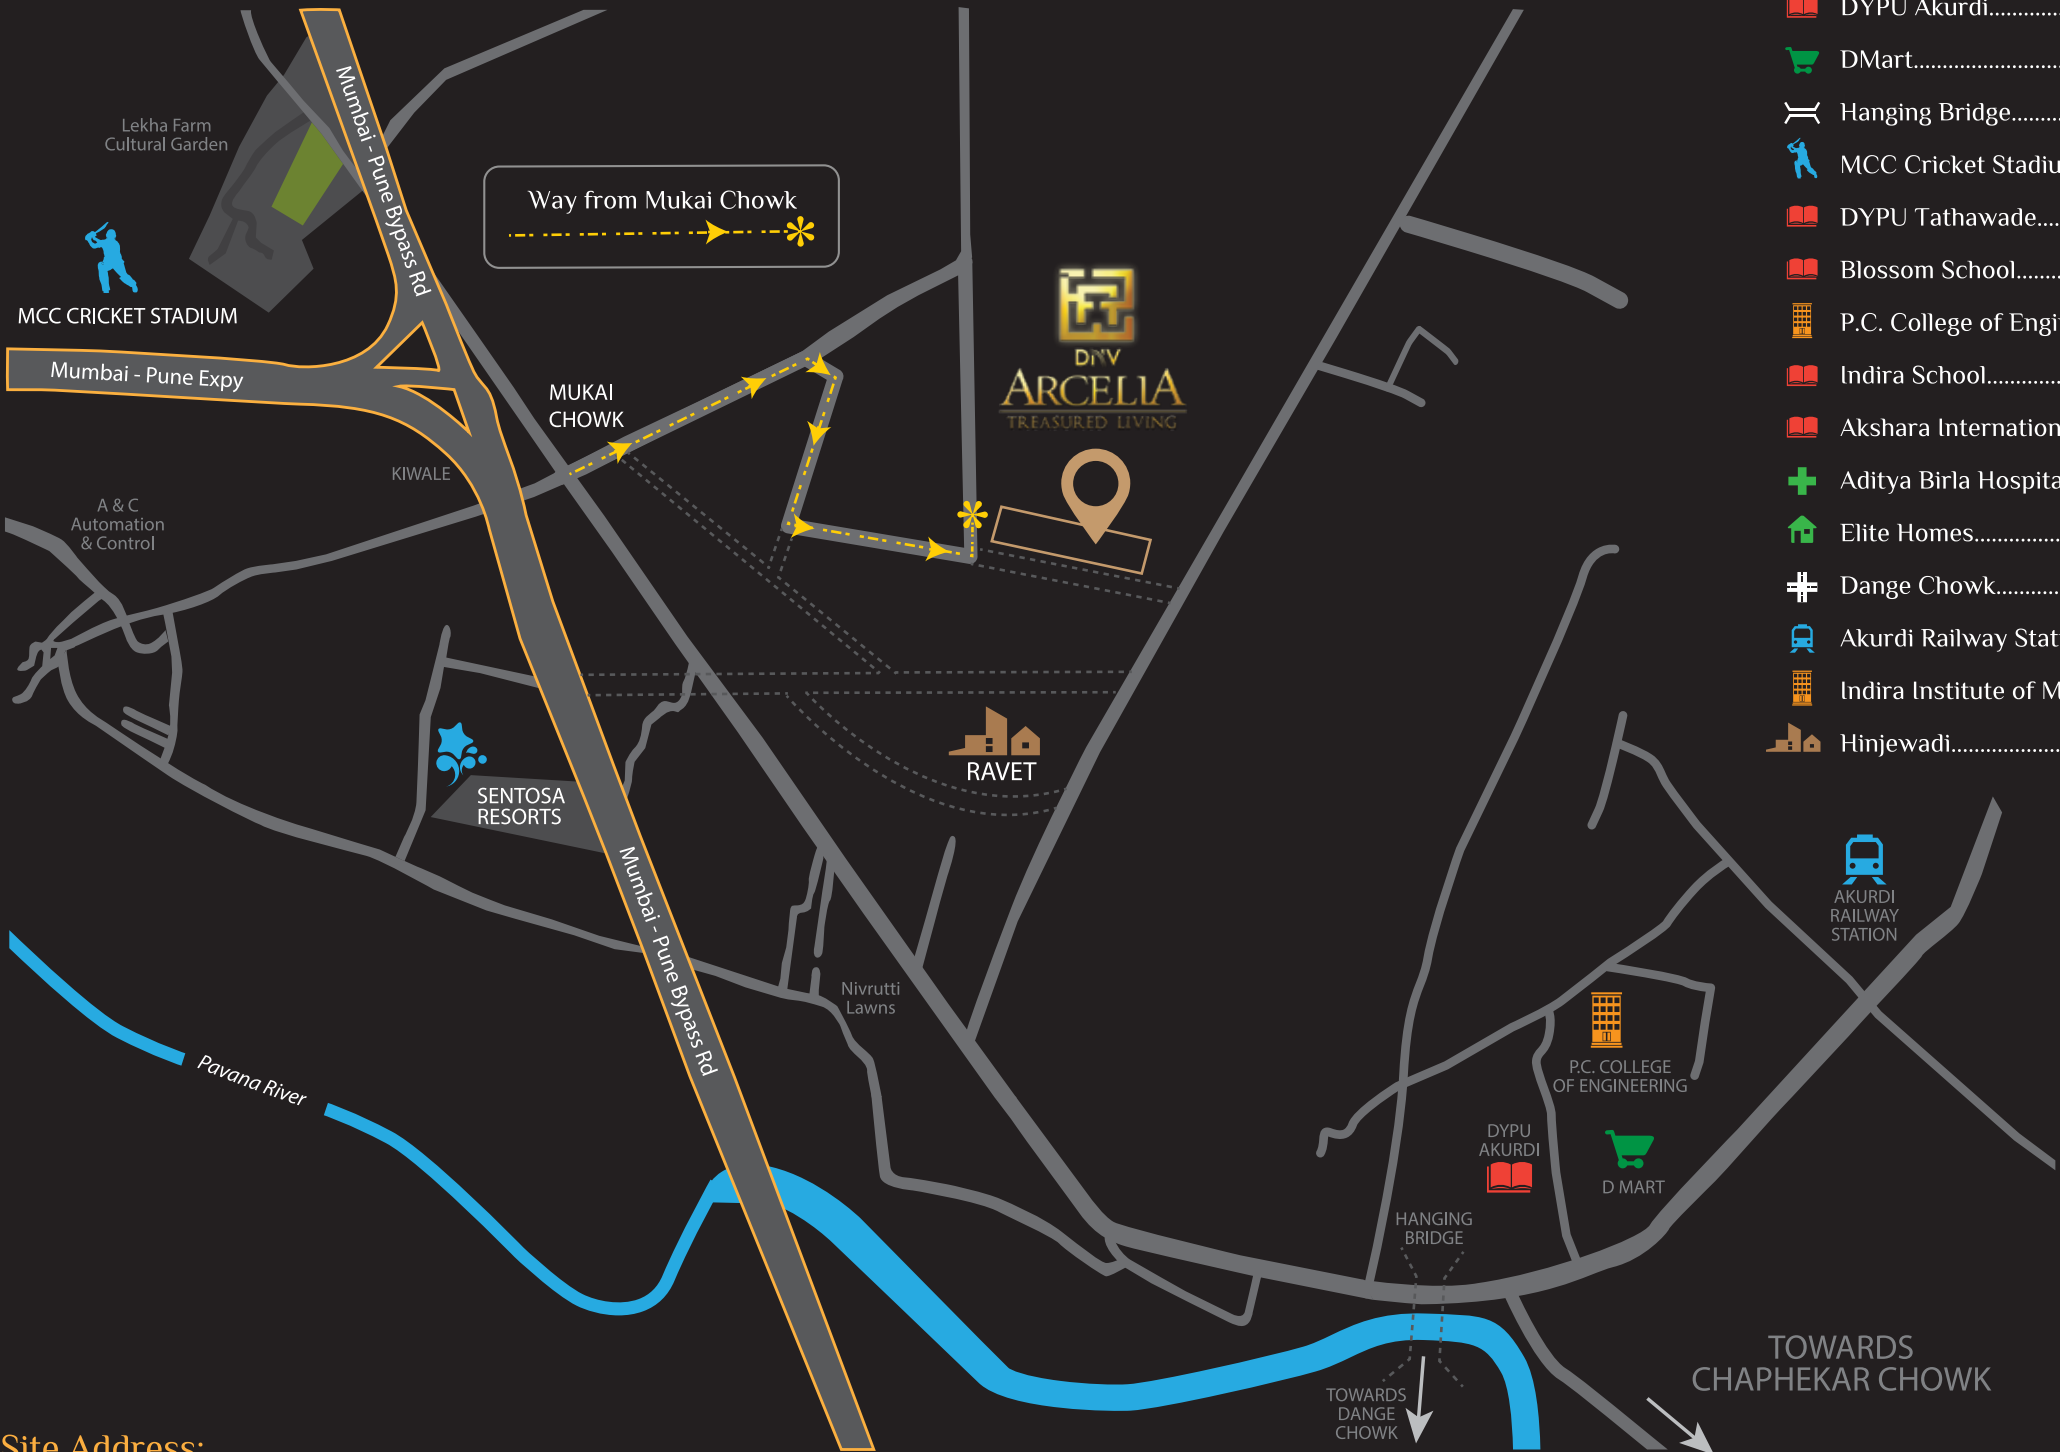 DYPU Akurdi
DMart
Hanging Bridge
MCC Cricket Stadiu
DYPU Tathawade
Blossom School
P.C. College of Engi
Indira School
Akshara Internation
Aditya Birla Hospita
Elite Homes
Dange Chowk
Akurdi Railway Stat
Indira Institute of M
Hinjewadi
Mumbai - Pune Bypass Rd
Lekha Farm
Cultural Garden
Way from Mukai Chowk
MCC CRICKET STADIUM
Mumbai - Pune Expy
DNV
ARCELIA
TREASURED LIVING
MUKAI
CHOWK
KIWALE
A & C
Automation
& Control
RAVET
SENTOSA
RESORTS
Mumbai - Pune Bypass Rd
AKURDI
RAILWAY
STATION
Nivrutti
Lawns
Pavana River
P.C. COLLEGE
OF ENGINEERING
DYPU
AKURDI
D MART
HANGING
BRIDGE
TOWARDS
CHAPHEKAR CHOWK
TOWARDS
DANGE
CHOWK
Site Address: